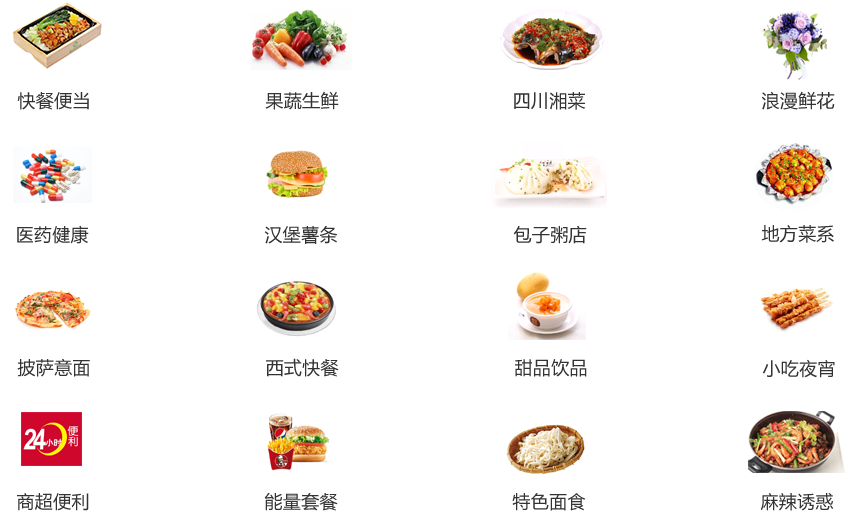 快餐便当
果蔬生鲜
四川湘菜
浪漫鲜花
医药健康
汉堡薯条
包子粥店
地方菜系
披萨意面
西式快餐
甜品饮品
小吃夜宵
24小时
便利
商超便利
能量套餐
特色面食
麻辣诱惑